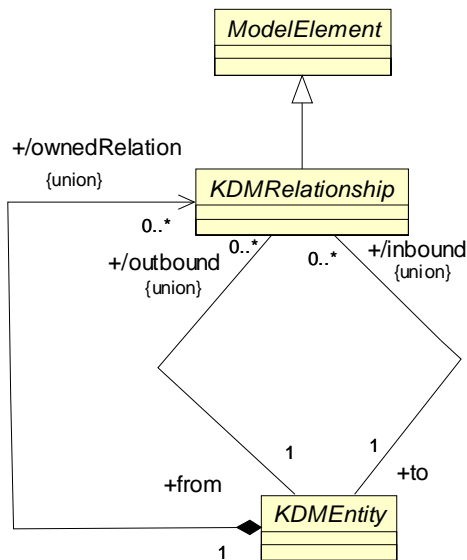 ModelElement
+/ownedRelation
{union}
KDMRelationship
0..*
0..*
0..*
+/outbound
{union}
+/inbound
{union}
1
1
+from
+to
KDMEntity
1